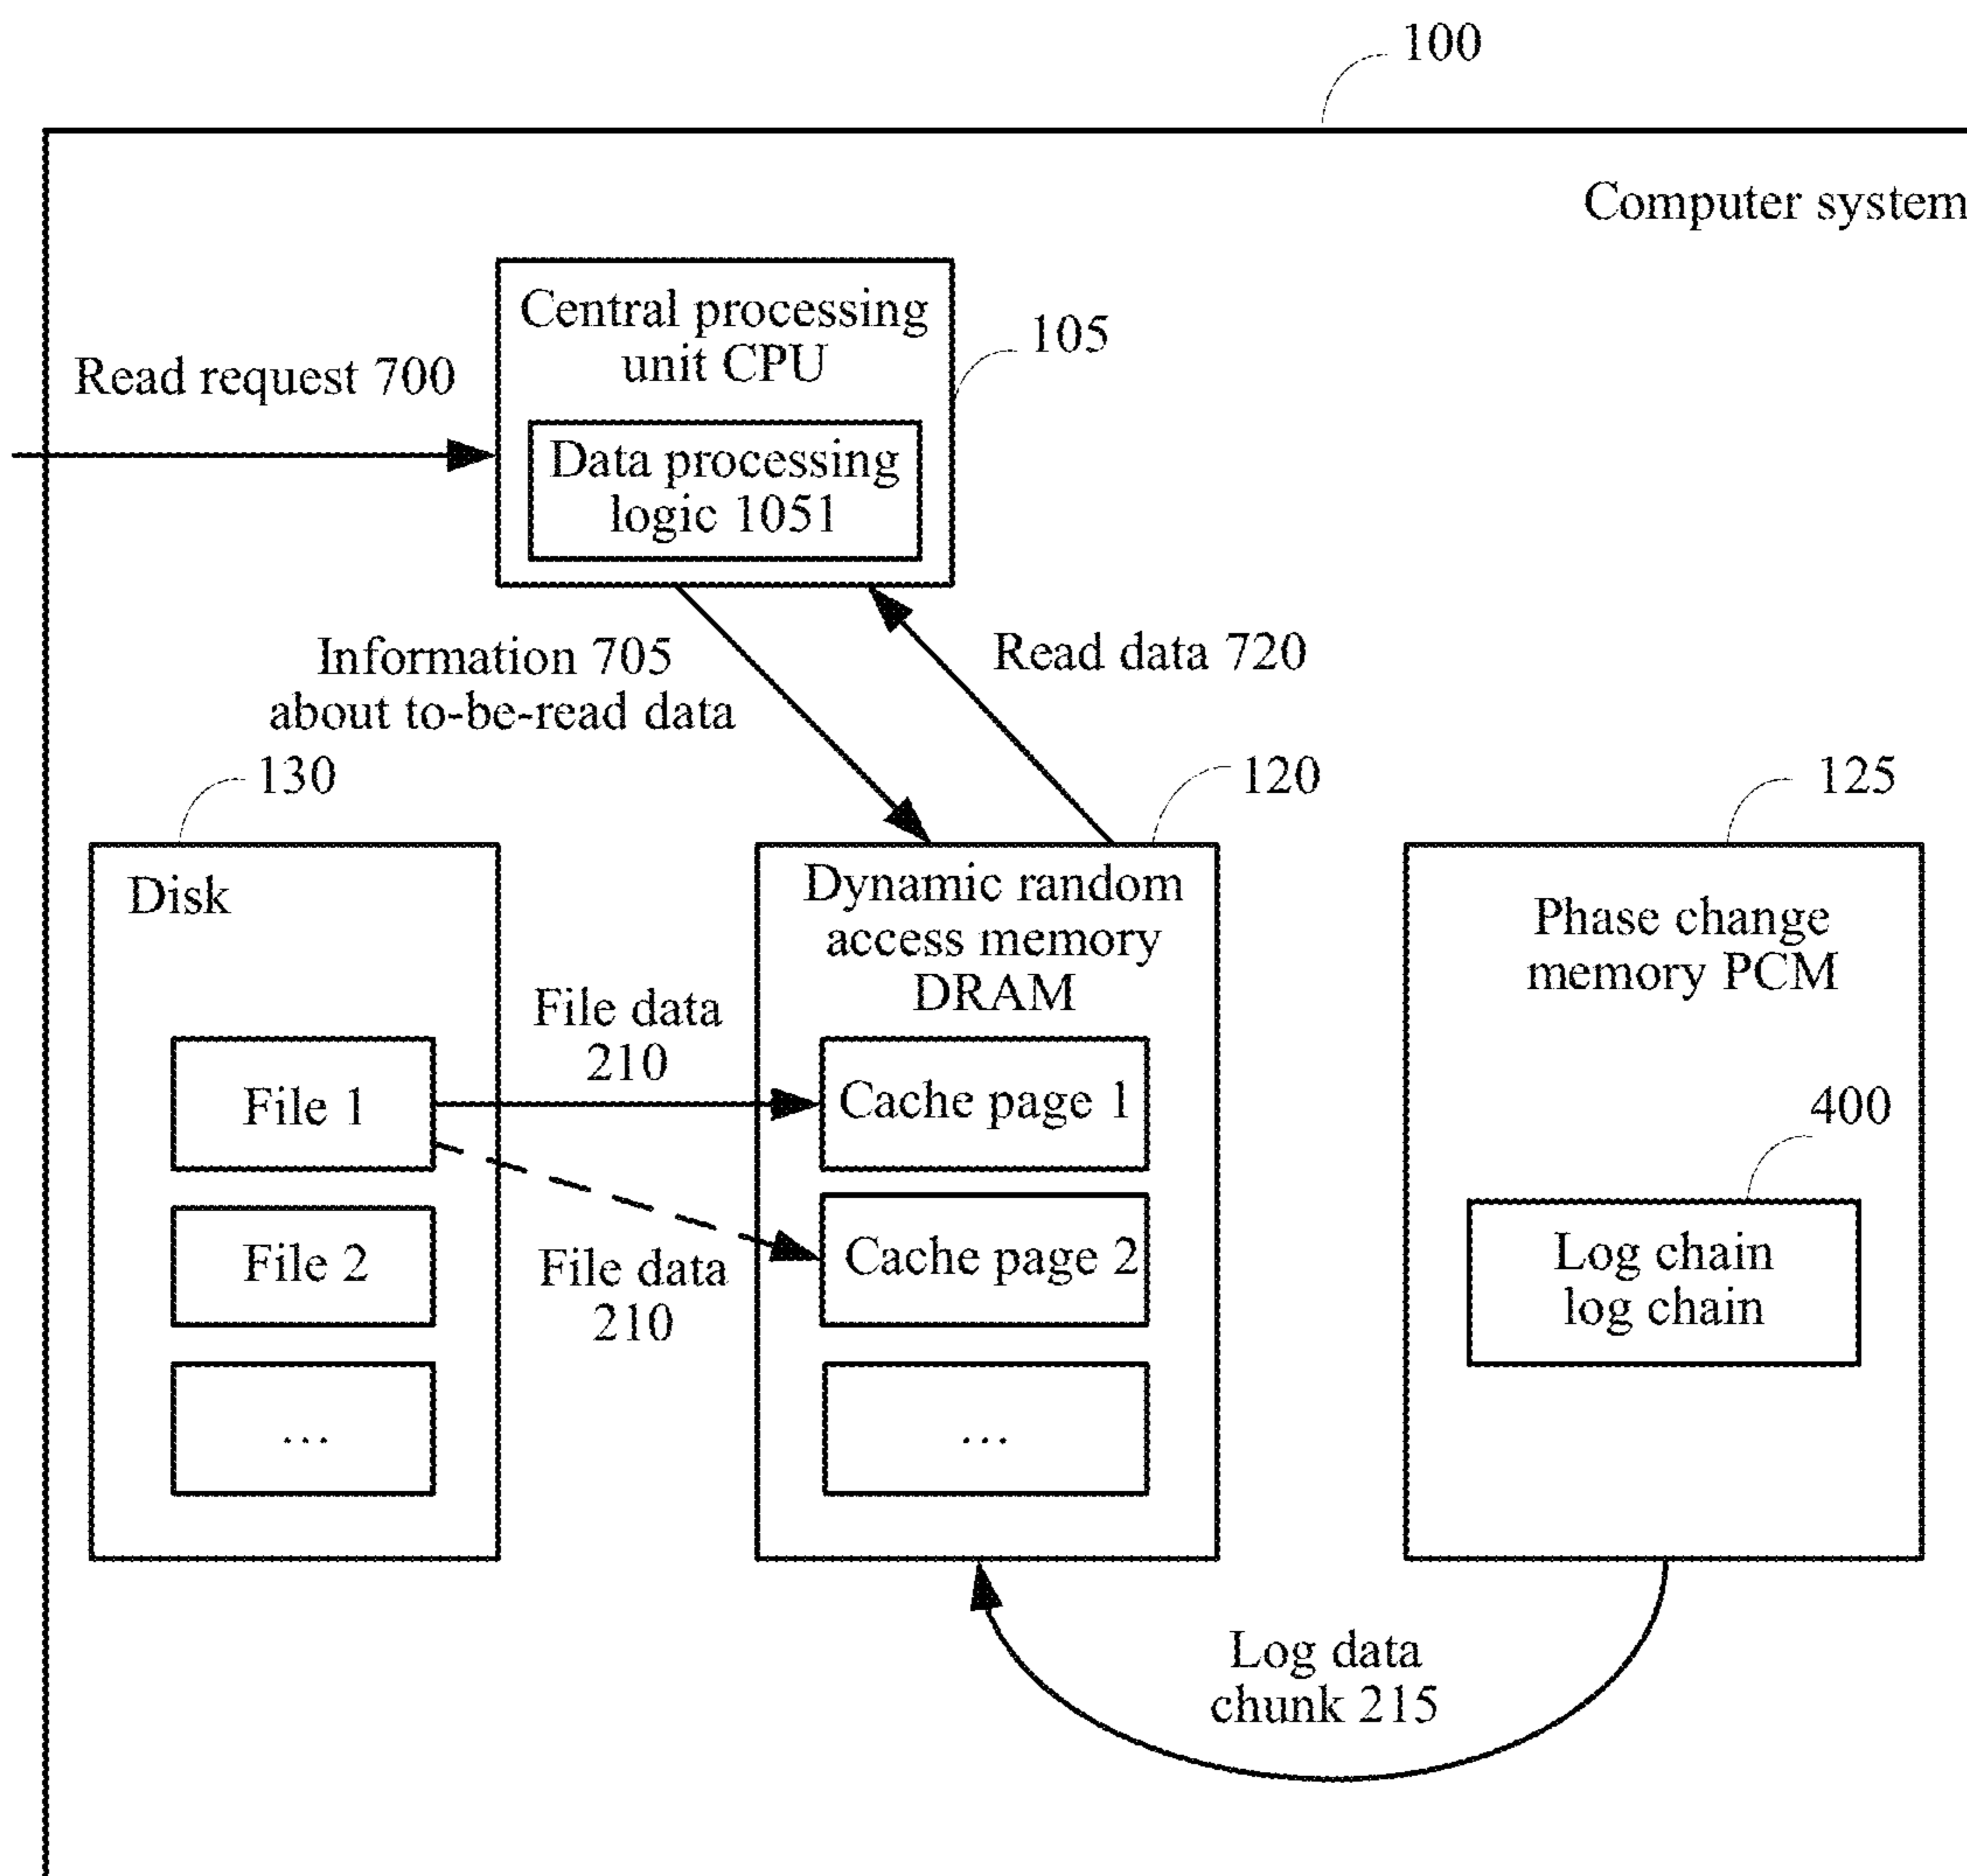 100
Computer system
Central processing
unit CPU
105
Read request 700
Data processing
logic 1051
Information 705
about to-be-read data
Read data 720
130
120
125
Disk
Dynamic random
access memory
DRAM
Phase change
memory PCM
File data
210
File 1
Cache page 1
400
File 2
File data
210
Cache page 2
Log chain
log chain
...
...
Log data
chunk 215